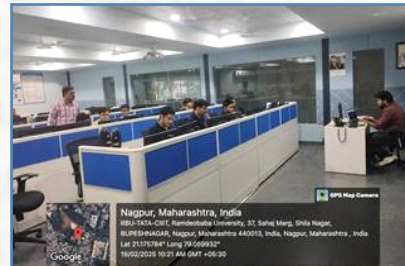 GPS Map Camera
Nagpur, Maharashtra, India
RBU-TATA-CIIIT, Ramdeobaba University, 37, Sahaj Marg, Shila Nagar,
BUPESHNAGAR, Nagpur, Maharashtra 440013, India, Nagpur, Maharashtra , India
Lat 21.175784° Long 79.059932°
18/02/2025 10:21 AM GMT +05:30
Google